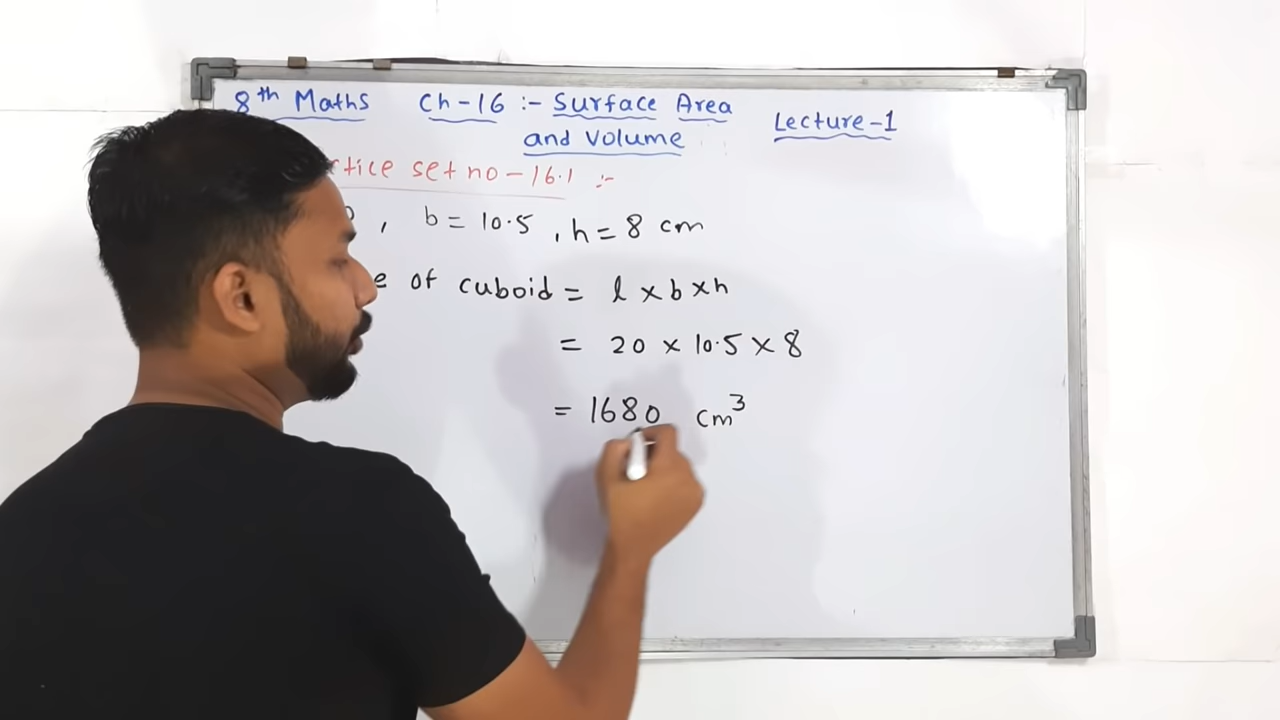 8th Maths Ch-16 :- Surface Area
and Volume
Lecture-1
set no - 16.1 :-
, b = 10.5 , h = 8 cm
of cuboid = l × b × h
= 20 × 10.5 × 8
= 1680 cm³